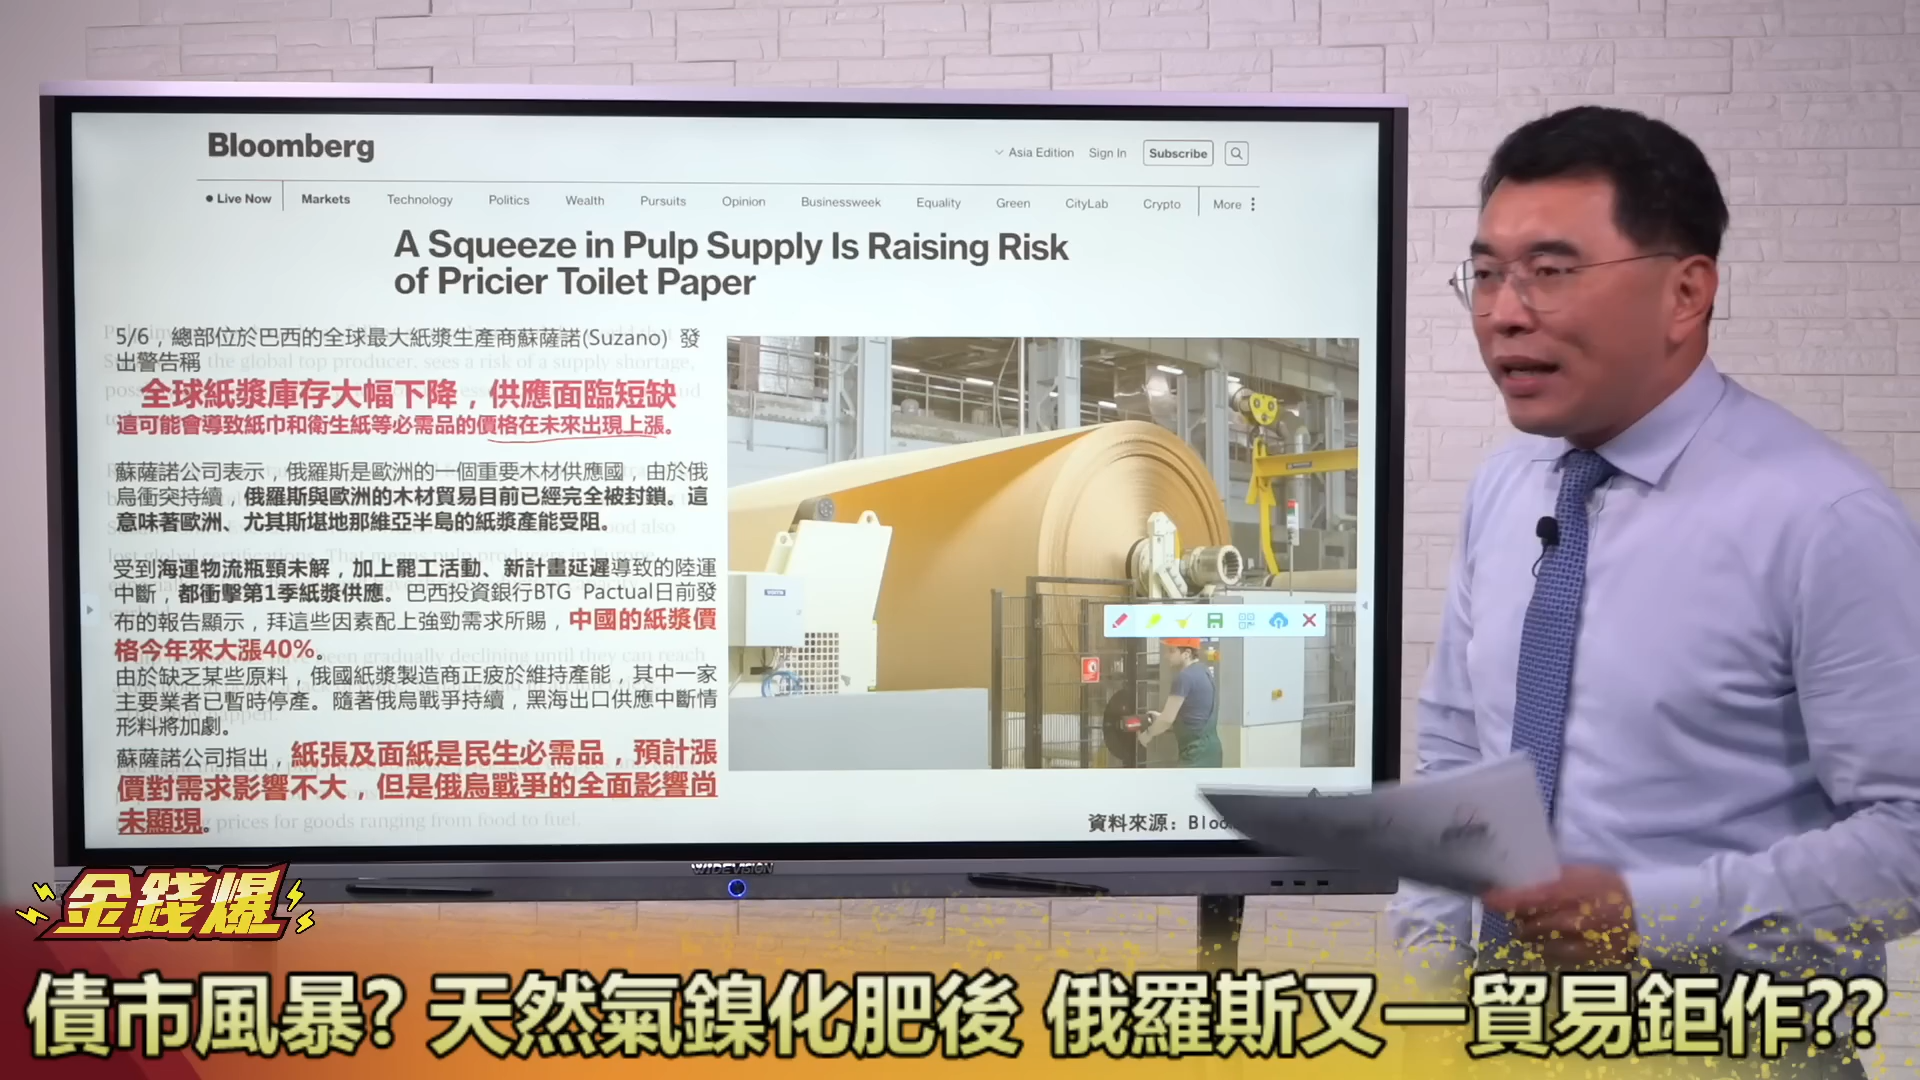 Bloomberg
Asia Edition Sign In Subscribe
Live Now Markets Technology Politics Wealth Pursuits Opinion Businessweek Equality Green CityLab Crypto More
A Squeeze in Pulp Supply Is Raising Risk
of Pricier Toilet Paper
5/6，總部位於巴西的全球最大紙漿生產商蘇薩諾(Suzano) 發
出警告稱
全球紙漿庫存大幅下降，供應面臨短缺
這可能會導致紙巾和衛生紙等必需品的價格在未來出現上漲。
蘇薩諾公司表示，俄羅斯是歐洲的一個重要木材供應國，由於俄
烏衝突持續，俄羅斯與歐洲的木材貿易目前已經完全被封鎖。這
意味著歐洲、尤其斯堪地那維亞半島的紙漿產能受阻。
受到海運物流瓶頸未解，加上罷工活動、新計畫延遲導致的陸運
中斷，都衝擊第1季紙漿供應。巴西投資銀行BTG Pactual日前發
布的報告顯示，拜這些因素配上強勁需求所賜，中國的紙漿價
格今年來大漲40%。
由於缺乏某些原料，俄國紙漿製造商正疲於維持產能，其中一家
主要業者已暫時停產。隨著俄烏戰爭持續，黑海出口供應中斷情
形料將加劇。
蘇薩諾公司指出，紙張及面紙是民生必需品，預計漲
價對需求影響不大，但是俄烏戰爭的全面影響尚
未顯現。
prices for goods ranging from food to fuel,
資料來源：Bloo
WIDEVISION
金錢爆
債市風暴? 天然氣鎳化肥後 俄羅斯又一貿易鉅作??